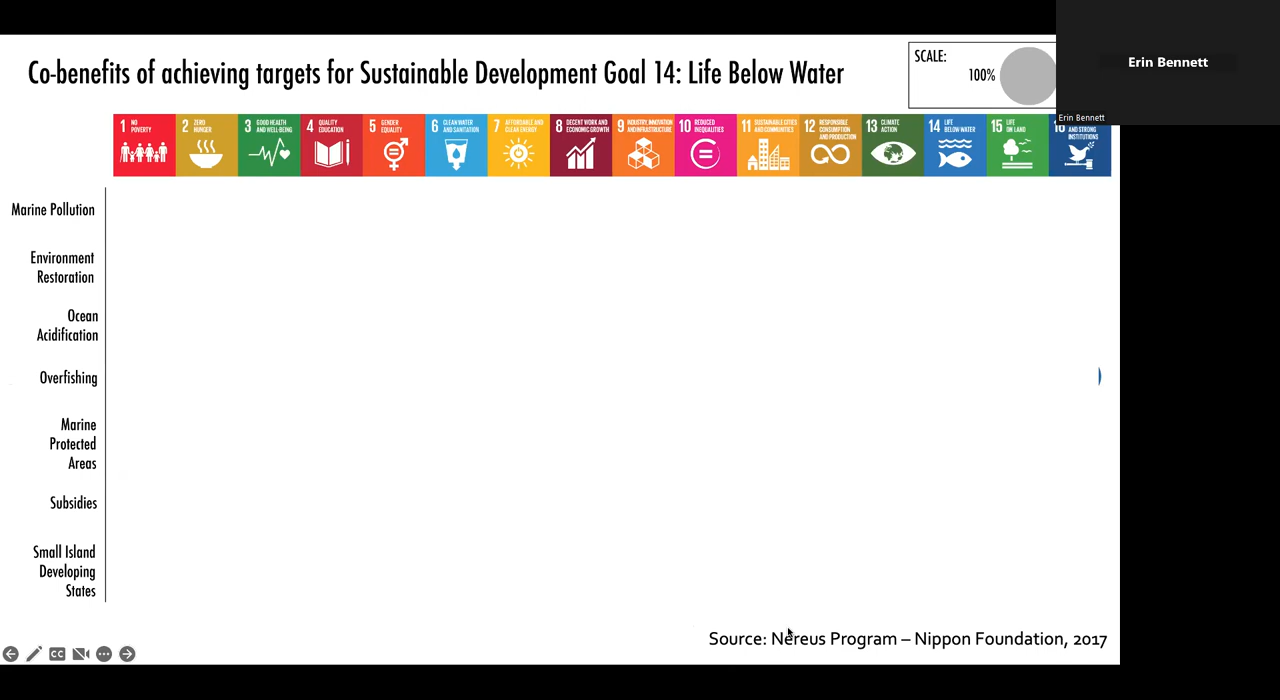 Co-benefits of achieving targets for Sustainable Development Goal 14: Life Below Water
SCALE:
100%
Erin Bennett
Erin Bennett
1 NO
POVERTY
2 ZERO
HUNGER
3 GOOD HEALTH
AND WELL-BEING
4 QUALITY
EDUCATION
5 GENDER
EQUALITY
6 CLEAN WATER
AND SANITATION
7 AFFORDABLE AND
CLEAN ENERGY
8 DECENT WORK AND
ECONOMIC GROWTH
9 INDUSTRY, INNOVATION
AND INFRASTRUCTURE
10 REDUCED
INEQUALITIES
11 SUSTAINABLE CITIES
AND COMMUNITIES
12 RESPONSIBLE
CONSUMPTION
AND PRODUCTION
13 CLIMATE
ACTION
14 LIFE
BELOW WATER
15 LIFE
ON LAND
16 AND STRONG
INSTITUTIONS
Marine Pollution
Environment
Restoration
Ocean
Acidification
Overfishing
Marine
Protected
Areas
Subsidies
Small Island
Developing
States
Source: Nereus Program – Nippon Foundation, 2017
CC